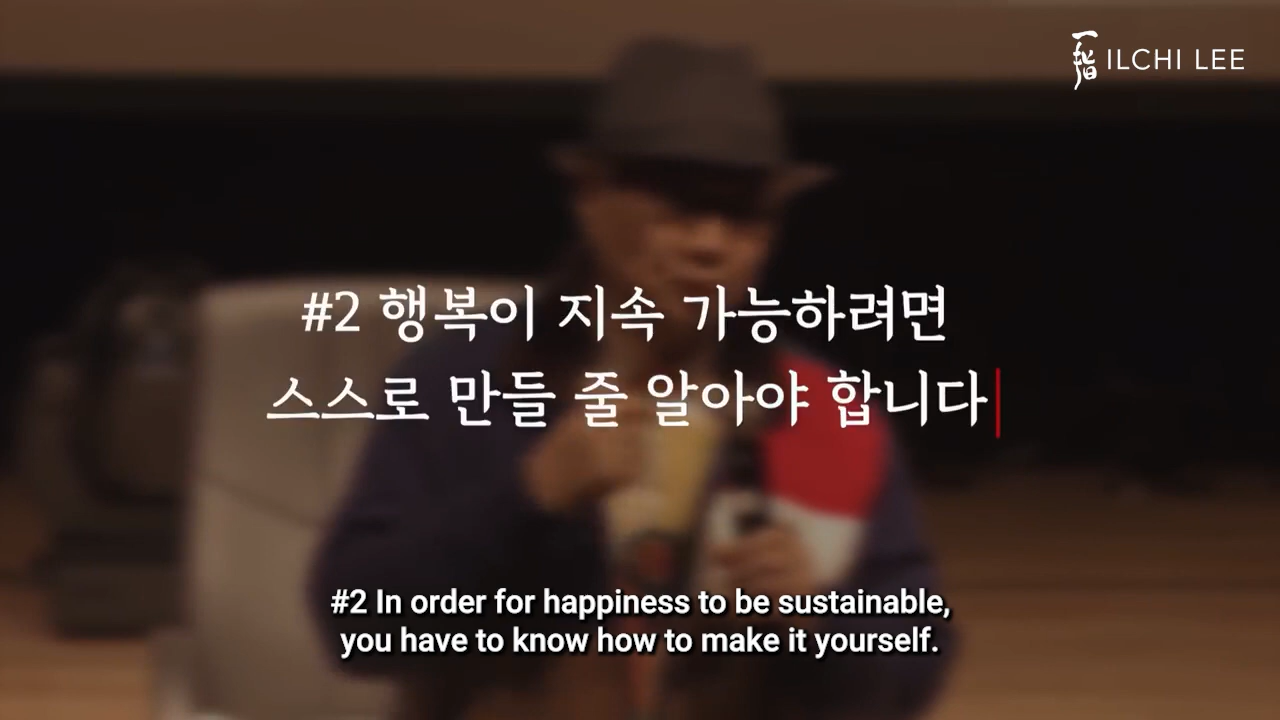 一指 ILCHI LEE
#2 행복이 지속 가능하려면
스스로 만들 줄 알아야 합니다
#2 In order for happiness to be sustainable,
you have to know how to make it yourself.